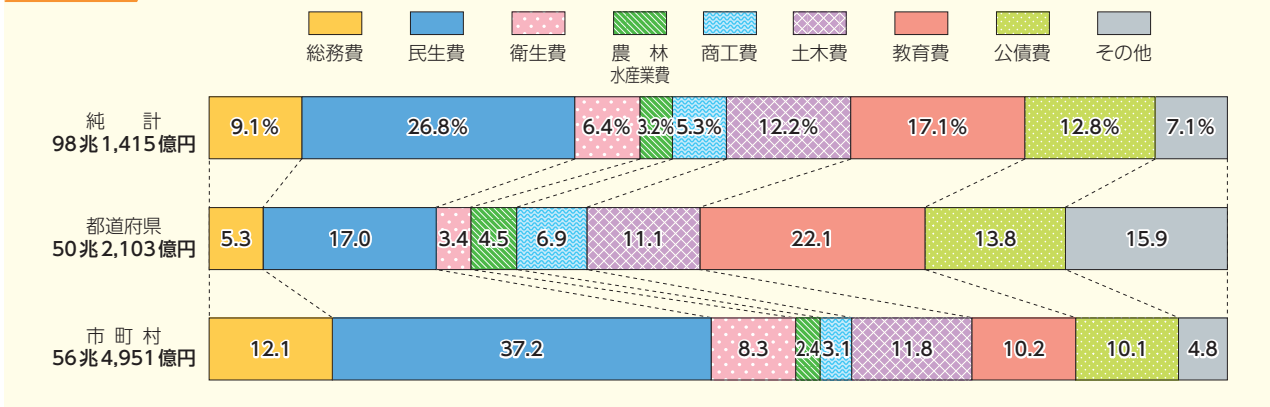 総務費 民生費 衛生費 農林 商工費 土木費 教育費 公債費 その他
水産業費
純計
98兆1,415億円
9.1% 26.8% 6.4% 3.2% 5.3% 12.2% 17.1% 12.8% 7.1%
都道府県
50兆2,103億円
5.3 17.0 3.4 4.5 6.9 11.1 22.1 13.8 15.9
市町村
56兆4,951億円
12.1 37.2 8.3 2.4 3.1 11.8 10.2 10.1 4.8